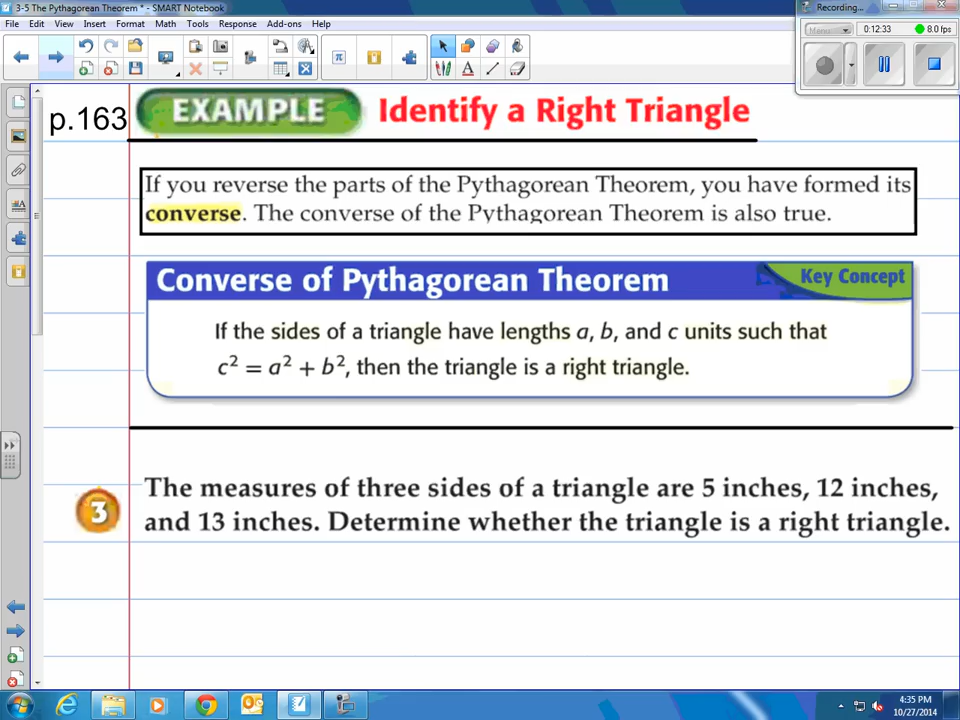 3-5 The Pythagorean Theorem * - SMART Notebook
Recording...
File Edit View Insert Format Math Tools Response Add-ons Help
Menu 0:12:33 8.0 fps
p.163 EXAMPLE Identify a Right Triangle
If you reverse the parts of the Pythagorean Theorem, you have formed its
converse. The converse of the Pythagorean Theorem is also true.
Converse of Pythagorean Theorem Key Concept
If the sides of a triangle have lengths a, b, and c units such that
c² = a² + b², then the triangle is a right triangle.
3 The measures of three sides of a triangle are 5 inches, 12 inches,
and 13 inches. Determine whether the triangle is a right triangle.
4:35 PM
10/27/2014